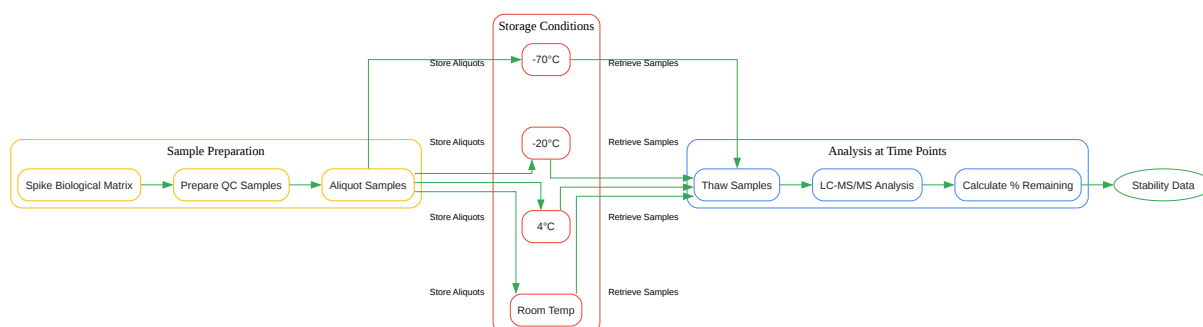 Storage Conditions
-70°C
Store Aliquots
Retrieve Samples
Store Aliquots
-20°C
Retrieve Samples
Sample Preparation
Analysis at Time Points
Spike Biological Matrix
Prepare QC Samples
Aliquot Samples
Thaw Samples
LC-MS/MS Analysis
Calculate % Remaining
Stability Data
Store Aliquots
4°C
Retrieve Samples
Store Aliquots
Retrieve Samples
Room Temp